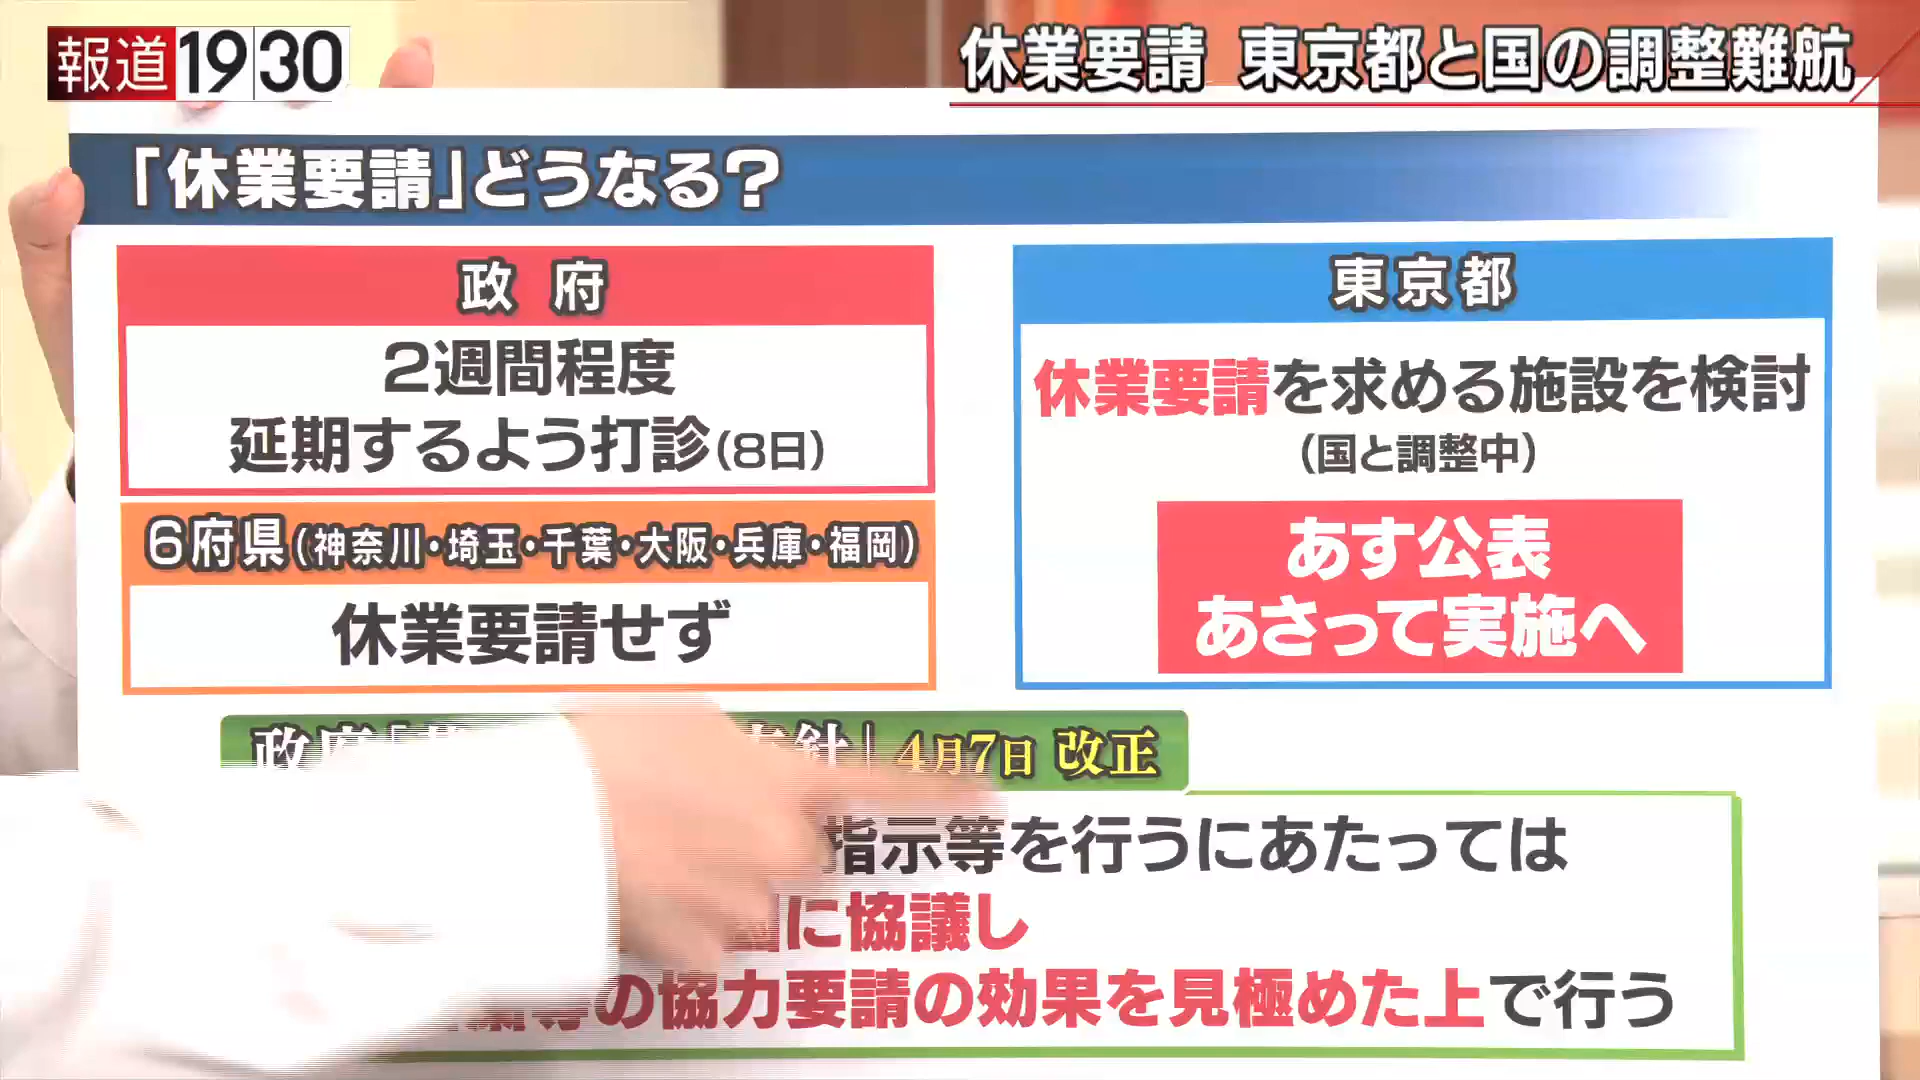 報道1930
休業要請 東京都と国の調整難航
「休業要請」どうなる?
政府
2週間程度
延期するよう打診(8日)
6府県(神奈川・埼玉・千葉・大阪・兵庫・福岡)
休業要請せず
東京都
休業要請を求める施設を検討
(国と調整中)
あす公表
あさって実施へ
政府「 針」4月7日 改正
指示等を行うにあたっては
に協議し
の協力要請の効果を見極めた上で行う